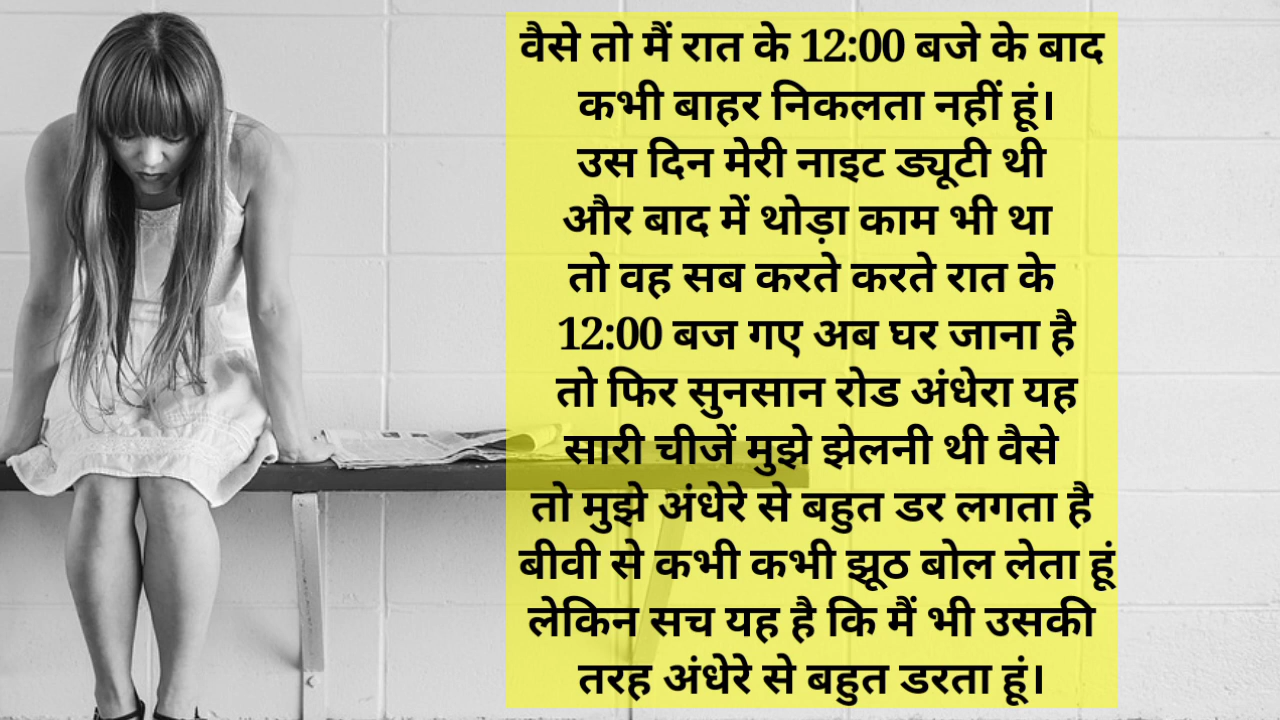 वैसे तो मैं रात के 12:00 बजे के बाद
कभी बाहर निकलता नहीं हूं।
उस दिन मेरी नाइट ड्यूटी थी
और बाद में थोड़ा काम भी था
तो वह सब करते करते रात के
12:00 बज गए अब घर जाना है
तो फिर सुनसान रोड अंधेरा यह
सारी चीजें मुझे झेलनी थी वैसे
तो मुझे अंधेरे से बहुत डर लगता है
बीवी से कभी कभी झूठ बोल लेता हूं
लेकिन सच यह है कि मैं भी उसकी
तरह अंधेरे से बहुत डरता हूं।